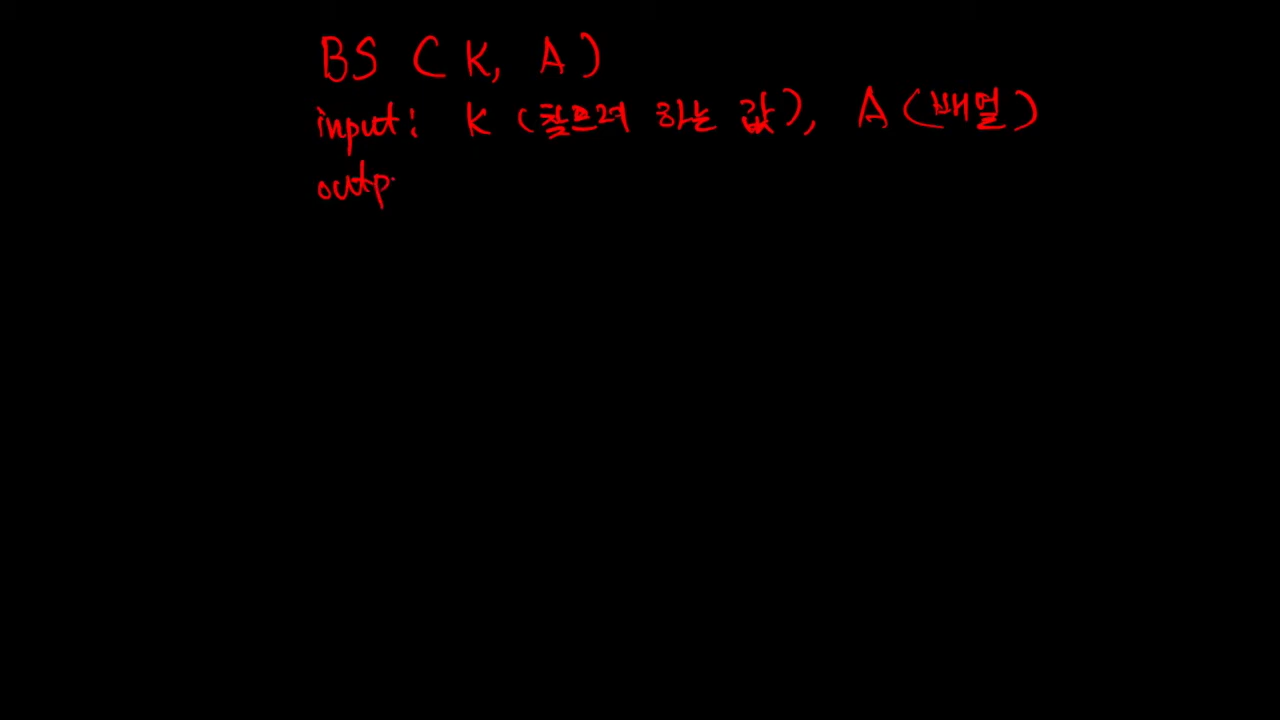 BS ( K, A )
input: K (찾으려 하는 값), A (배열)
outp